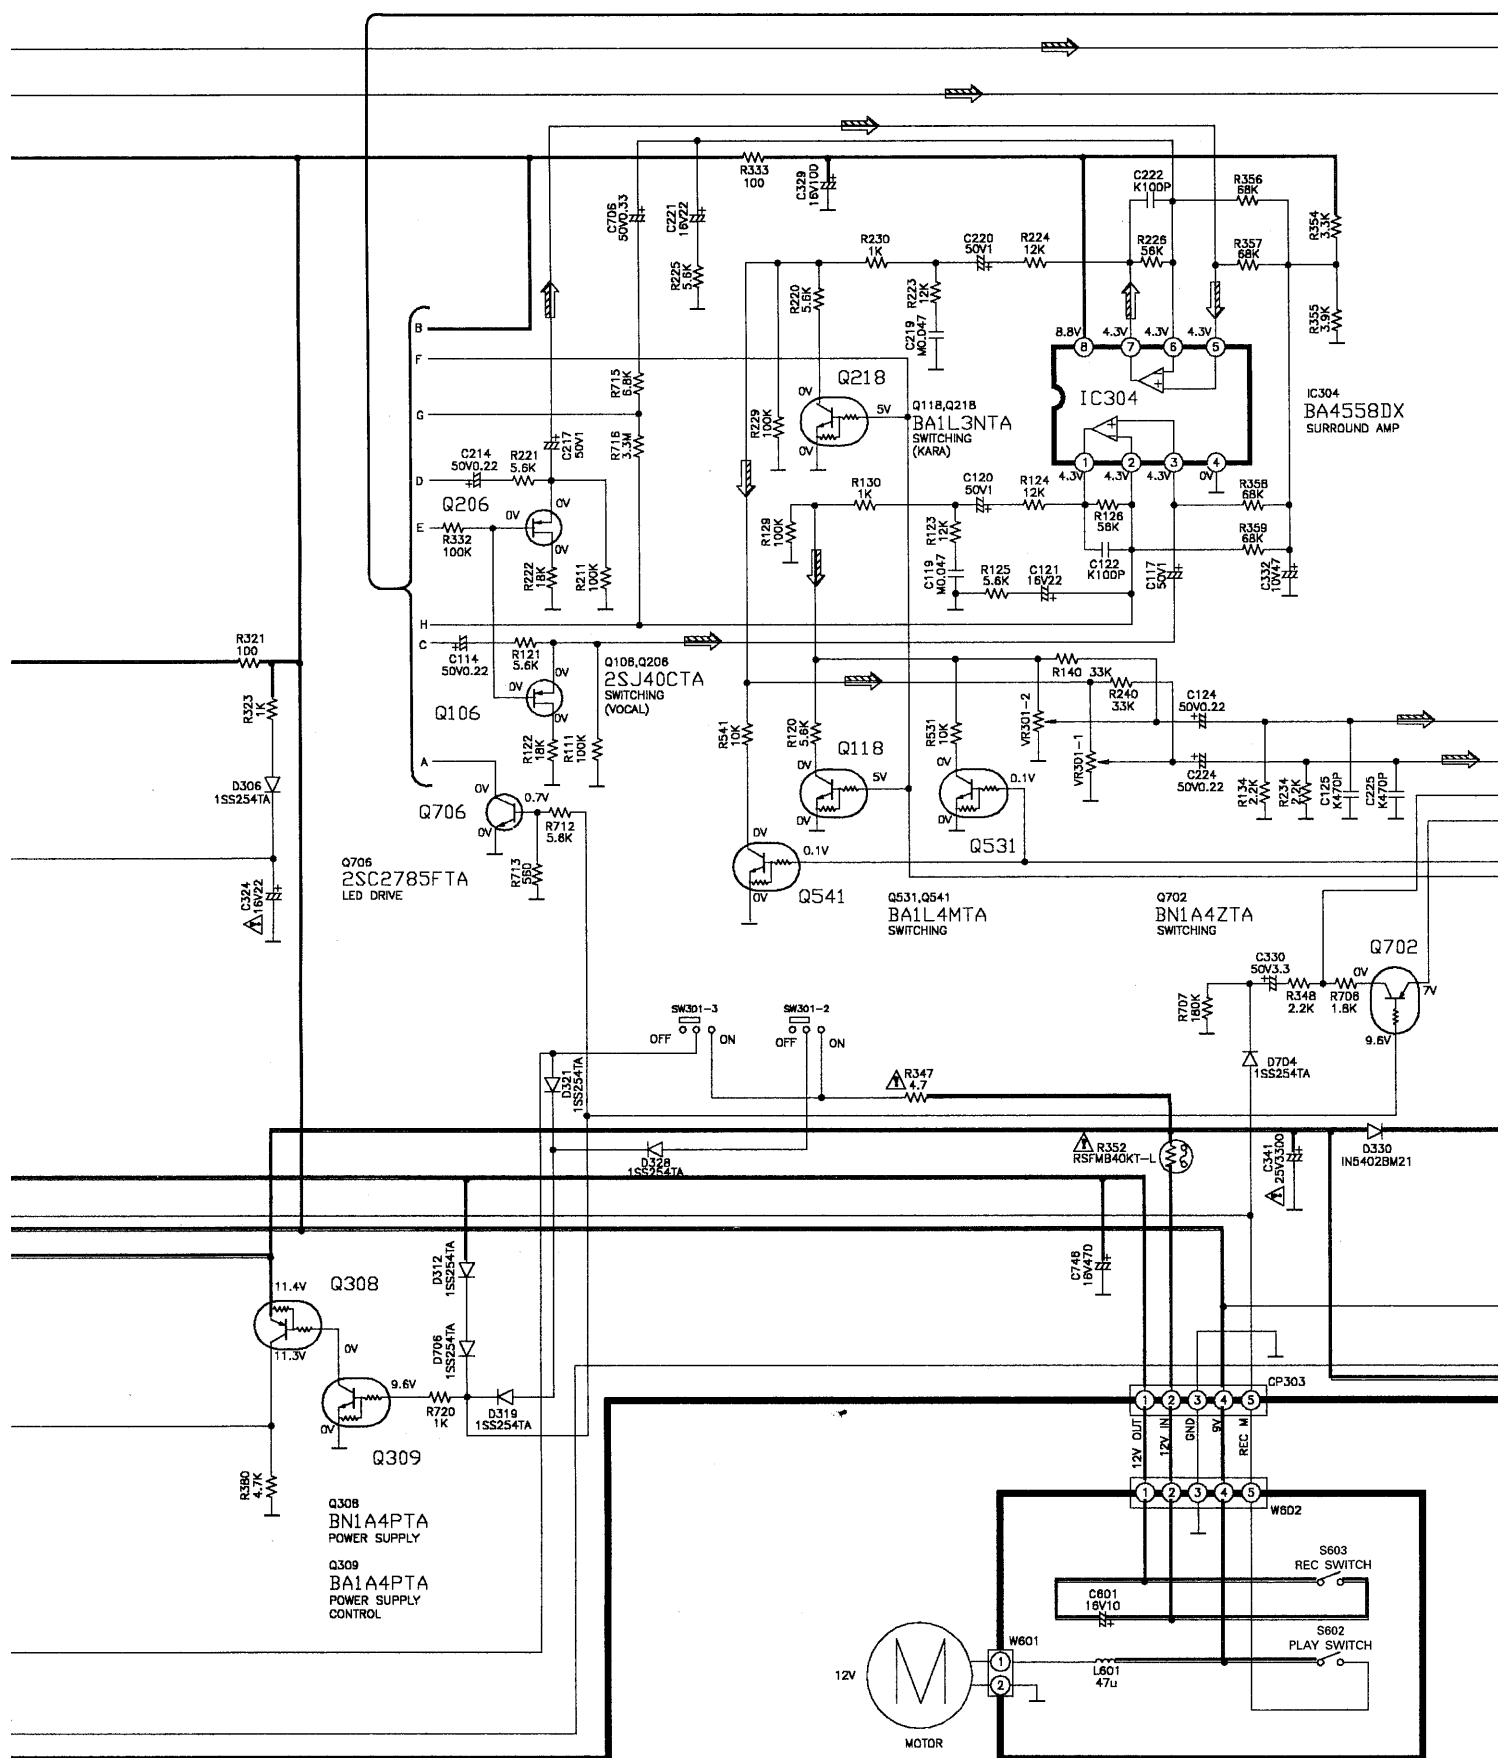 R333
100
C329
16V100
C222
K100P
R356
68K
R354
3.3K
C706
50V0.33
C221
16V22
R225
5.6K
R230
1K
C220
50V1
R224
12K
R226
56K
R357
68K
R220
5.6K
R223
12K
C219
M0.047
R355
3.9K
B
F
G
D
E
H
C
A
8.8V
4.3V
4.3V
4.3V
8
7
6
5
IC304
1
2
3
4
4.3V
4.3V
4.3V
0V
IC304
BA4558DX
SURROUND AMP
R715
6.8K
R716
3.3M
R229
100K
Q218
0V
5V
0V
Q118,Q218
BA1L3NTA
SWITCHING
(KARA)
C217
50V1
C214
50V0.22
R221
5.6K
Q206
0V
0V
0V
R332
100K
R222
18K
R211
100K
R130
1K
C120
50V1
R124
12K
R126
56K
R358
68K
R129
100K
R123
12K
C119
M0.047
R125
5.6K
C121
16V22
C122
K100P
C117
50V1
R359
68K
C332
10V47
R321
100
C114
50V0.22
R121
5.6K
Q106,Q206
2SJ40CTA
SWITCHING
(VOCAL)
Q106
0V
0V
0V
R122
18K
R111
100K
R323
1K
D306
1SS254TA
R140 33K
R240
33K
C124
50V0.22
VR301-2
VR301-1
C224
50V0.22
R541
10K
R120
5.6K
Q118
0V
5V
0V
R531
10K
0V
0.1V
0V
Q531
R134
2.2K
R234
2.2K
C125
K470P
C225
K470P
0V
0.7V
0V
Q706
R712
5.6K
R713
560
Q706
2SC2785FTA
LED DRIVE
C324
16V22
0V
0.1V
0V
Q541
Q531,Q541
BA1L4MTA
SWITCHING
Q702
BN1A4ZTA
SWITCHING
Q702
C330
50V3.3
R348
2.2K
R706
1.8K
0V
7V
9.6V
R707
180K
D704
1SS254TA
SW301-3
OFF
ON
SW301-2
OFF
ON
D321
1SS254TA
R347
4.7
D328
1SS254TA
R352
RSFMB40KT-L
C341
25V3300
D330
IN5402BM21
D312
1SS254TA
D706
1SS254TA
C746
16V470
11.4V
Q308
11.3V
0V
9.6V
0V
R720
1K
D319
1SS254TA
Q309
R380
4.7K
Q308
BN1A4PTA
POWER SUPPLY
Q309
BA1A4PTA
POWER SUPPLY
CONTROL
CP303
1
2
3
4
5
12V OUT
12V IN
GND
9V
REC M
1
2
3
4
5
W602
S603
REC SWITCH
C601
16V10
S602
PLAY SWITCH
W601
1
2
L601
47u
12V
M
MOTOR